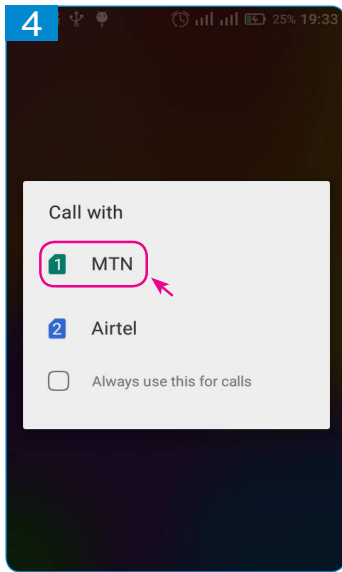 4
25% 19:33
Call with
1 MTN
2 Airtel
Always use this for calls